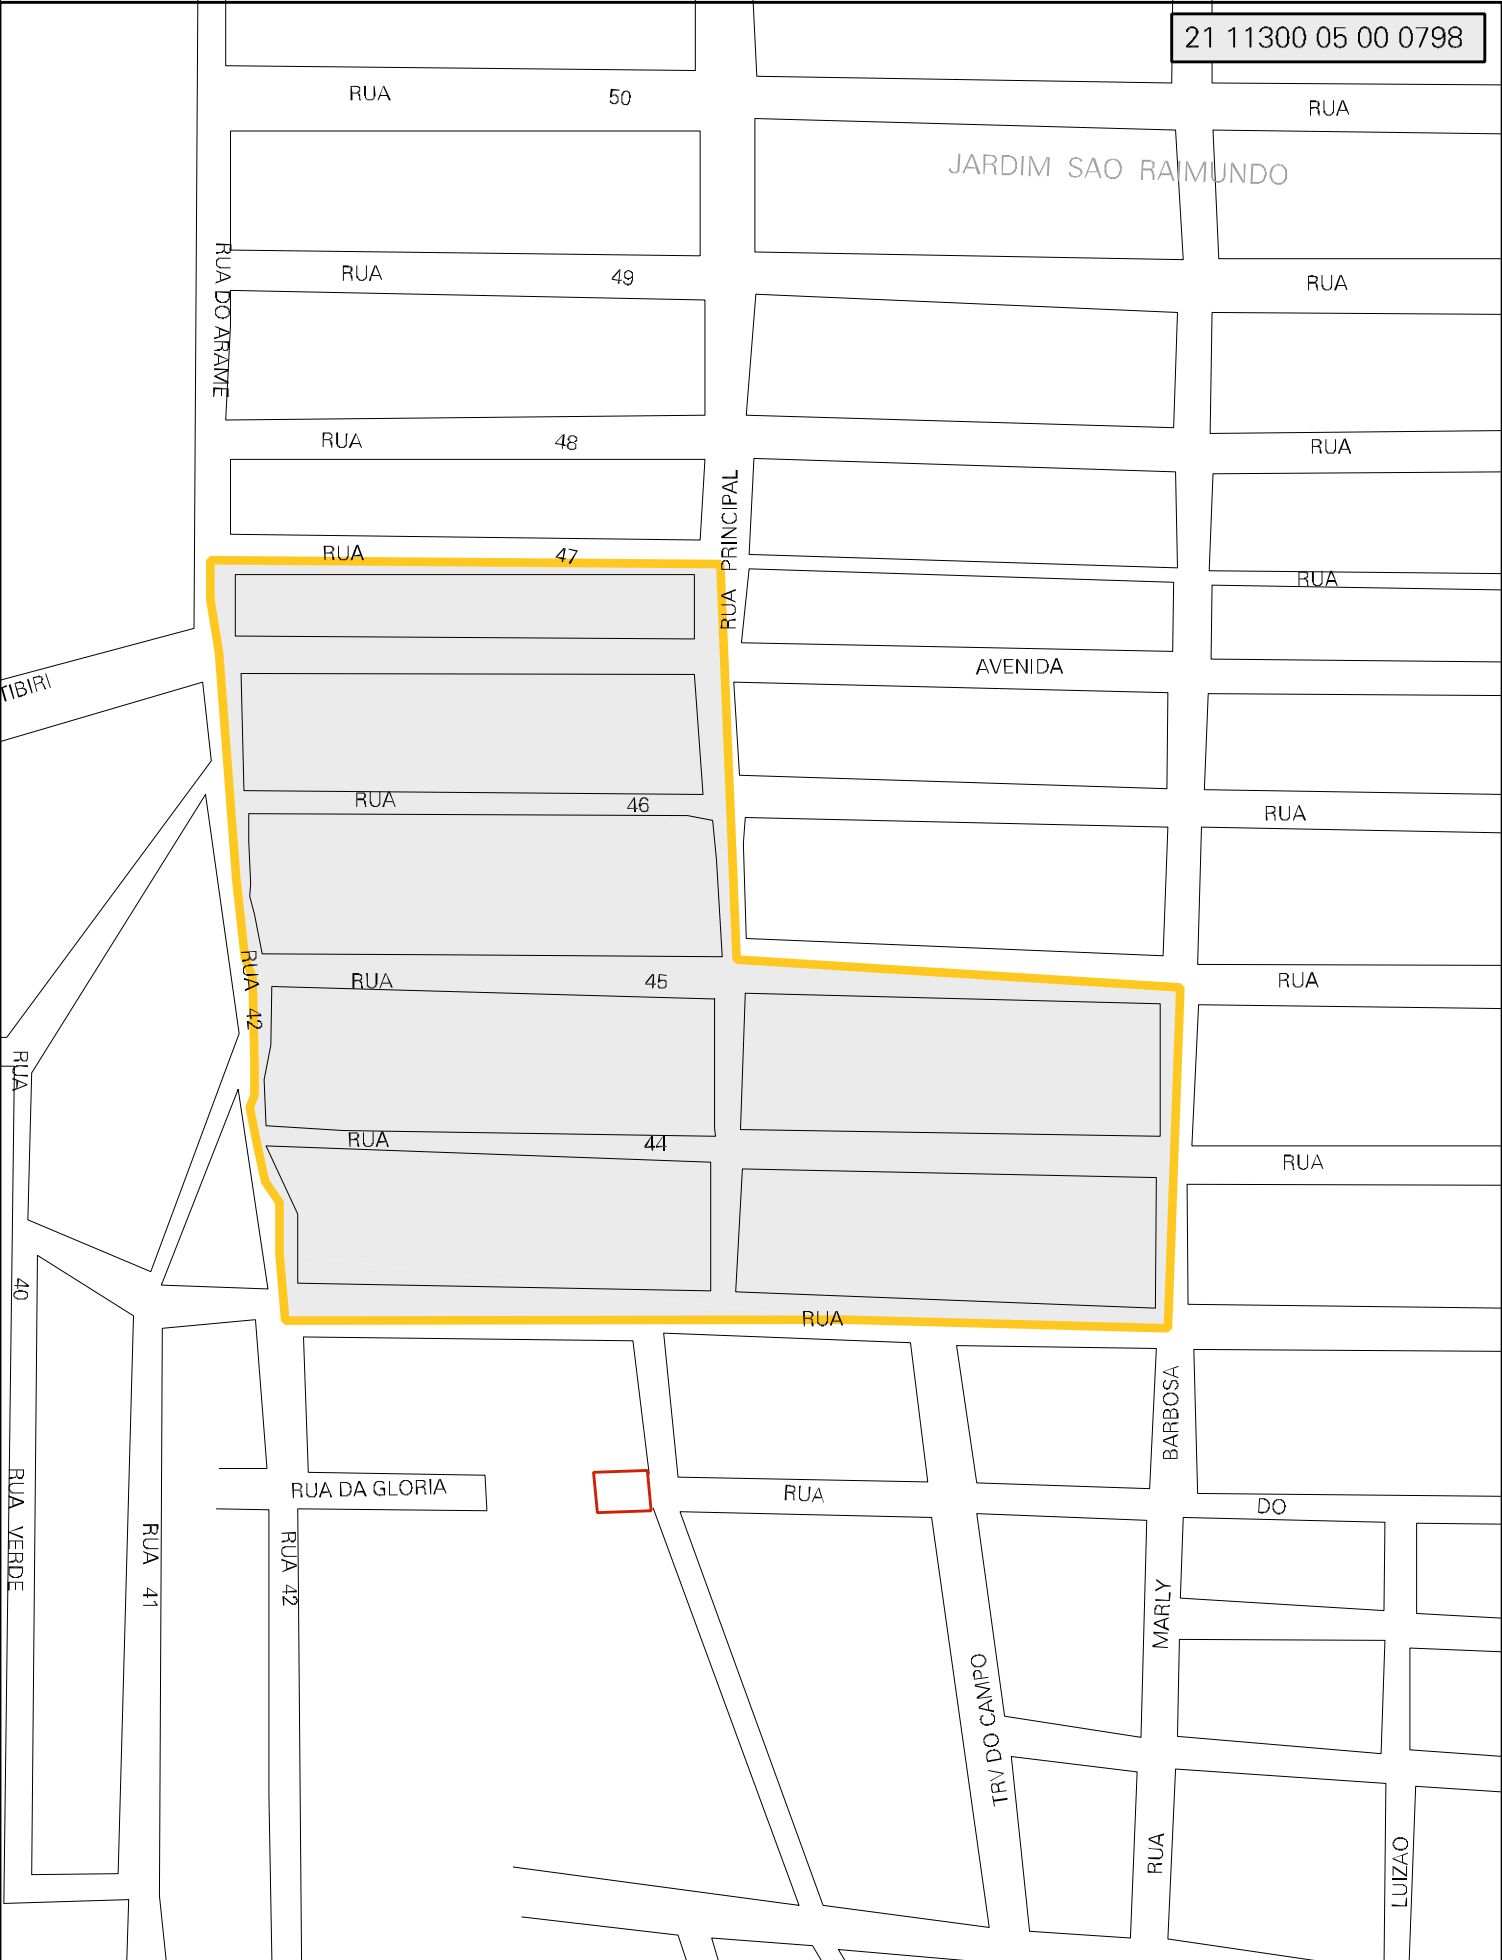 21 11300 05 00 0798
RUA 50
RUA
JARDIM SAO RAIMUNDO
RUA DO ARAME
RUA 49
RUA
RUA 48
RUA
RUA PRINCIPAL
RUA 47
RUA
AVENIDA
TIBIRI
RUA 46
RUA
RUA 42
RUA 45
RUA
RUA 40
RUA 44
RUA
RUA
BARBOSA
RUA VERDE
RUA DA GLORIA
RUA
DO
RUA 41
RUA 42
MARLY
TRV DO CAMPO
RUA
LUIZAO